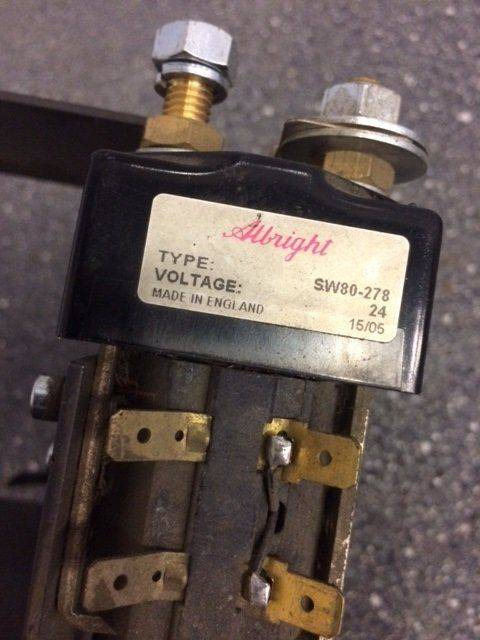 Albright
TYPE: SW80-278
VOLTAGE: 24
MADE IN ENGLAND 15/05